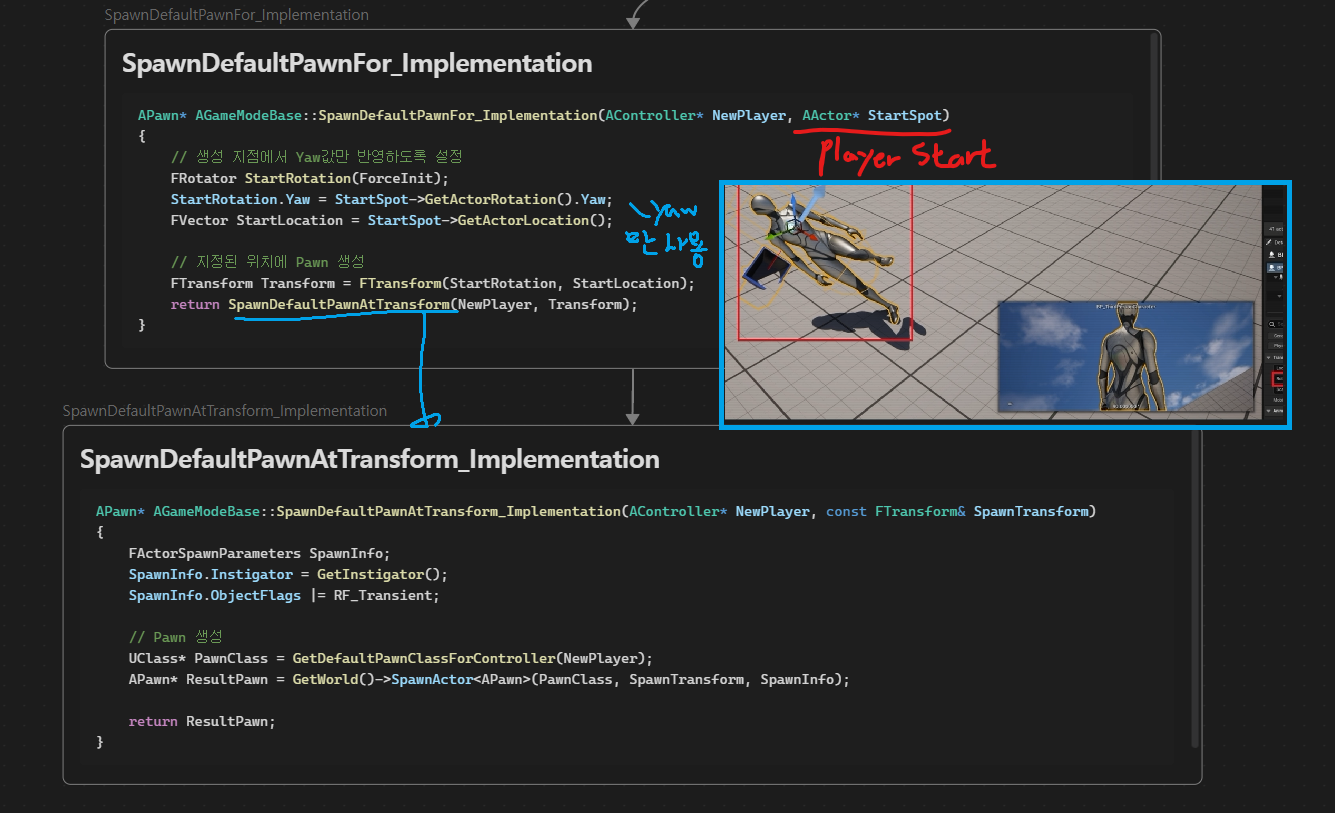 SpawnDefaultPawnFor_Implementation
SpawnDefaultPawnFor_Implementation
APawn* AGameModeBase::SpawnDefaultPawnFor_Implementation(AController* NewPlayer, AActor* StartSpot)
Player Start
{
// 생성 지점에서 Yaw값만 반영하도록 설정
FRotator StartRotation(ForceInit);
StartRotation.Yaw = StartSpot->GetActorRotation().Yaw;
FVector StartLocation = StartSpot->GetActorLocation();
Yaw
만 사용
// 지정된 위치에 Pawn 생성
FTransform Transform = FTransform(StartRotation, StartLocation);
return SpawnDefaultPawnAtTransform(NewPlayer, Transform);
}
SpawnDefaultPawnAtTransform_Implementation
SpawnDefaultPawnAtTransform_Implementation
APawn* AGameModeBase::SpawnDefaultPawnAtTransform_Implementation(AController* NewPlayer, const FTransform& SpawnTransform)
{
FActorSpawnParameters SpawnInfo;
SpawnInfo.Instigator = GetInstigator();
SpawnInfo.ObjectFlags |= RF_Transient;
// Pawn 생성
UClass* PawnClass = GetDefaultPawnClassForController(NewPlayer);
APawn* ResultPawn = GetWorld()->SpawnActor<APawn>(PawnClass, SpawnTransform, SpawnInfo);
return ResultPawn;
}